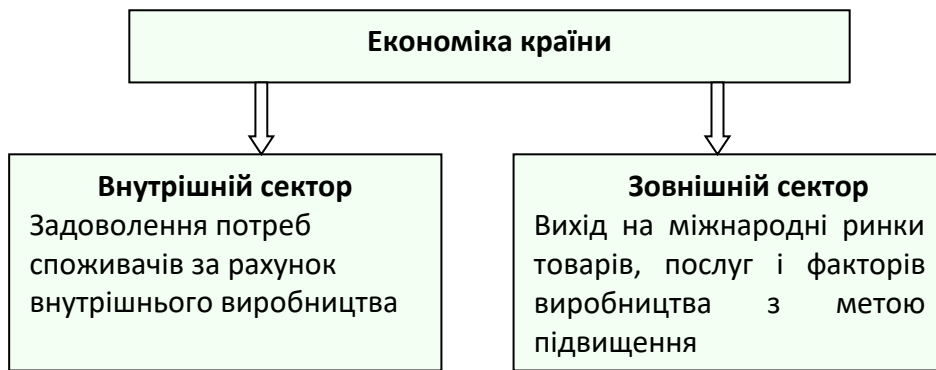 Економіка країни
Внутрішній сектор
Задоволення потреб
споживачів за рахунок
внутрішнього виробництва
Зовнішній сектор
Вихід на міжнародні ринки
товарів, послуг і факторів
виробництва з метою
підвищення